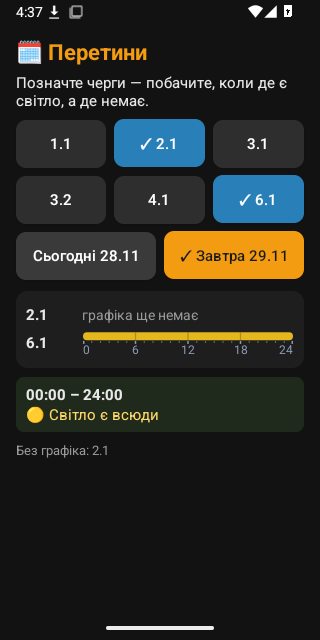 4:37
🗓️ Перетини
Позначте черги — побачите, коли де є
світло, а де немає.
1.1 ✓ 2.1 3.1
3.2 4.1 ✓ 6.1
Сьогодні 28.11 ✓ Завтра 29.11
2.1 графіка ще немає
6.1
0 6 12 18 24
00:00 – 24:00
🟡 Світло є всюди
Без графіка: 2.1